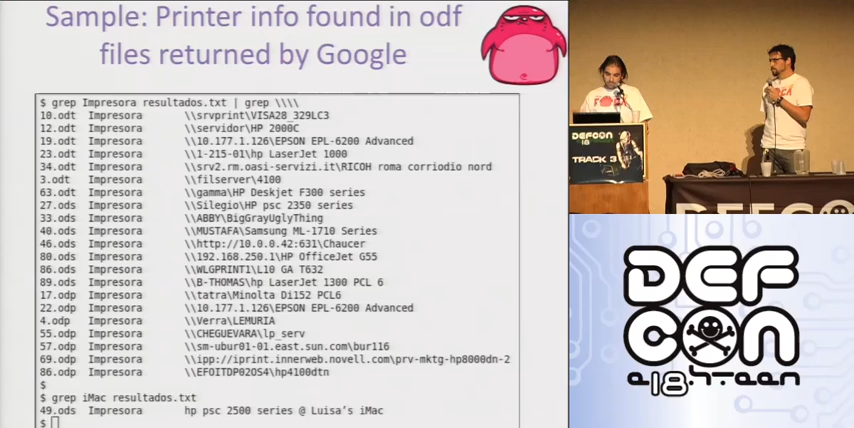 Sample: Printer info found in odf
files returned by Google
$ grep Impresora resultados.txt | grep \\\\
10.odt Impresora \\srvprint\VISA28_329LC3
12.odt Impresora \\servidor\HP 2000C
19.odt Impresora \\10.177.1.126\EPSON EPL-6200 Advanced
23.odt Impresora \\1-215-01\hp LaserJet 1000
34.odt Impresora \\srv2.rm.oasi-servizi.it\RICOH roma corriodio nord
3.odt Impresora \\filserver\4100
63.odt Impresora \\gamma\HP Deskjet F300 series
27.ods Impresora \\Silegio\HP psc 2350 series
33.ods Impresora \\ABBY\BigGrayUglyThing
40.ods Impresora \\MUSTAFA\Samsung ML-1710 Series
46.ods Impresora \\http://10.0.0.42:631\Chaucer
80.ods Impresora \\192.168.250.1\HP OfficeJet G55
86.ods Impresora \\WLGPRINT1\L10 GA T632
89.ods Impresora \\B-THOMAS\hp LaserJet 1300 PCL 6
17.odp Impresora \\tatra\Minolta Di152 PCL6
22.odp Impresora \\10.177.1.126\EPSON EPL-6200 Advanced
4.odp Impresora \\Verra\LEMURIA
55.odp Impresora \\CHEGUEVARA\lp_serv
57.odp Impresora \\sm-ubur01-01.east.sun.com\bur116
69.odp Impresora \\ipp://iprint.innerweb.novell.com\prv-mktg-hp8000dn-2
86.odp Impresora \\EFOITDP02OS4\hp4100dtn
$
$ grep iMac resultados.txt
49.ods Impresora hp psc 2500 series @ Luisa's iMac
$
FOCA
DEFCON
18
TRACK 3
DEFCO
DEF
CON
e18h.teen